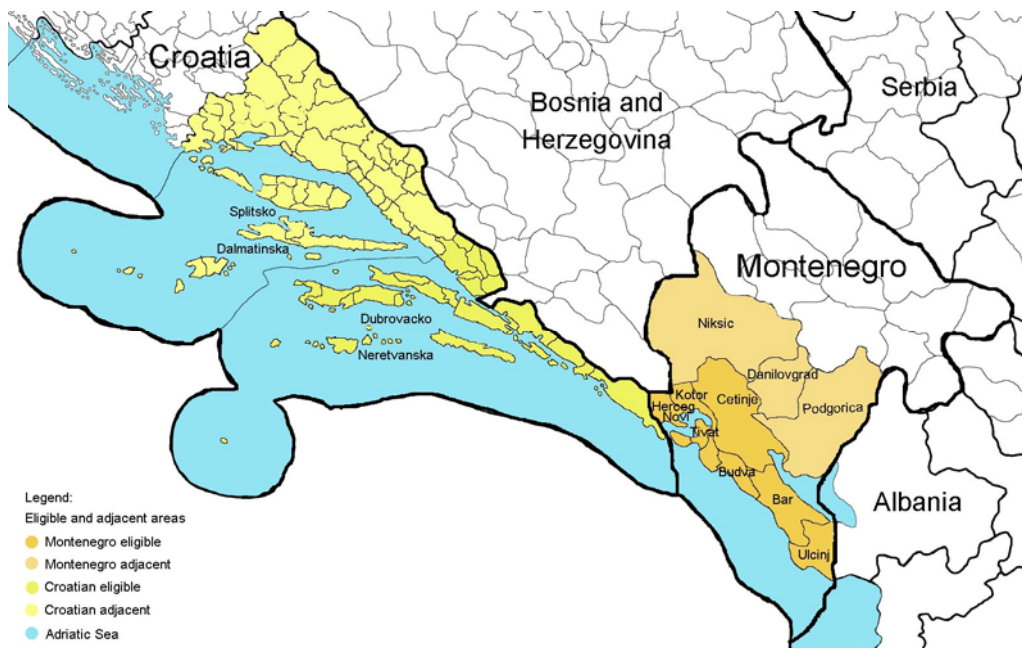 Croatia
Bosnia and
Herzegovina
Serbia
Splitsko
Dalmatinska
Montenegro
Niksic
Dubrovacko
Neretvanska
Danilovgrad
Kotor
Cetinje
Podgorica
Herceg
Novi
Tivat
Budva
Bar
Albania
Ulcinj
Legend:
Eligible and adjacent areas
Montenegro eligible
Montenegro adjacent
Croatian eligible
Croatian adjacent
Adriatic Sea